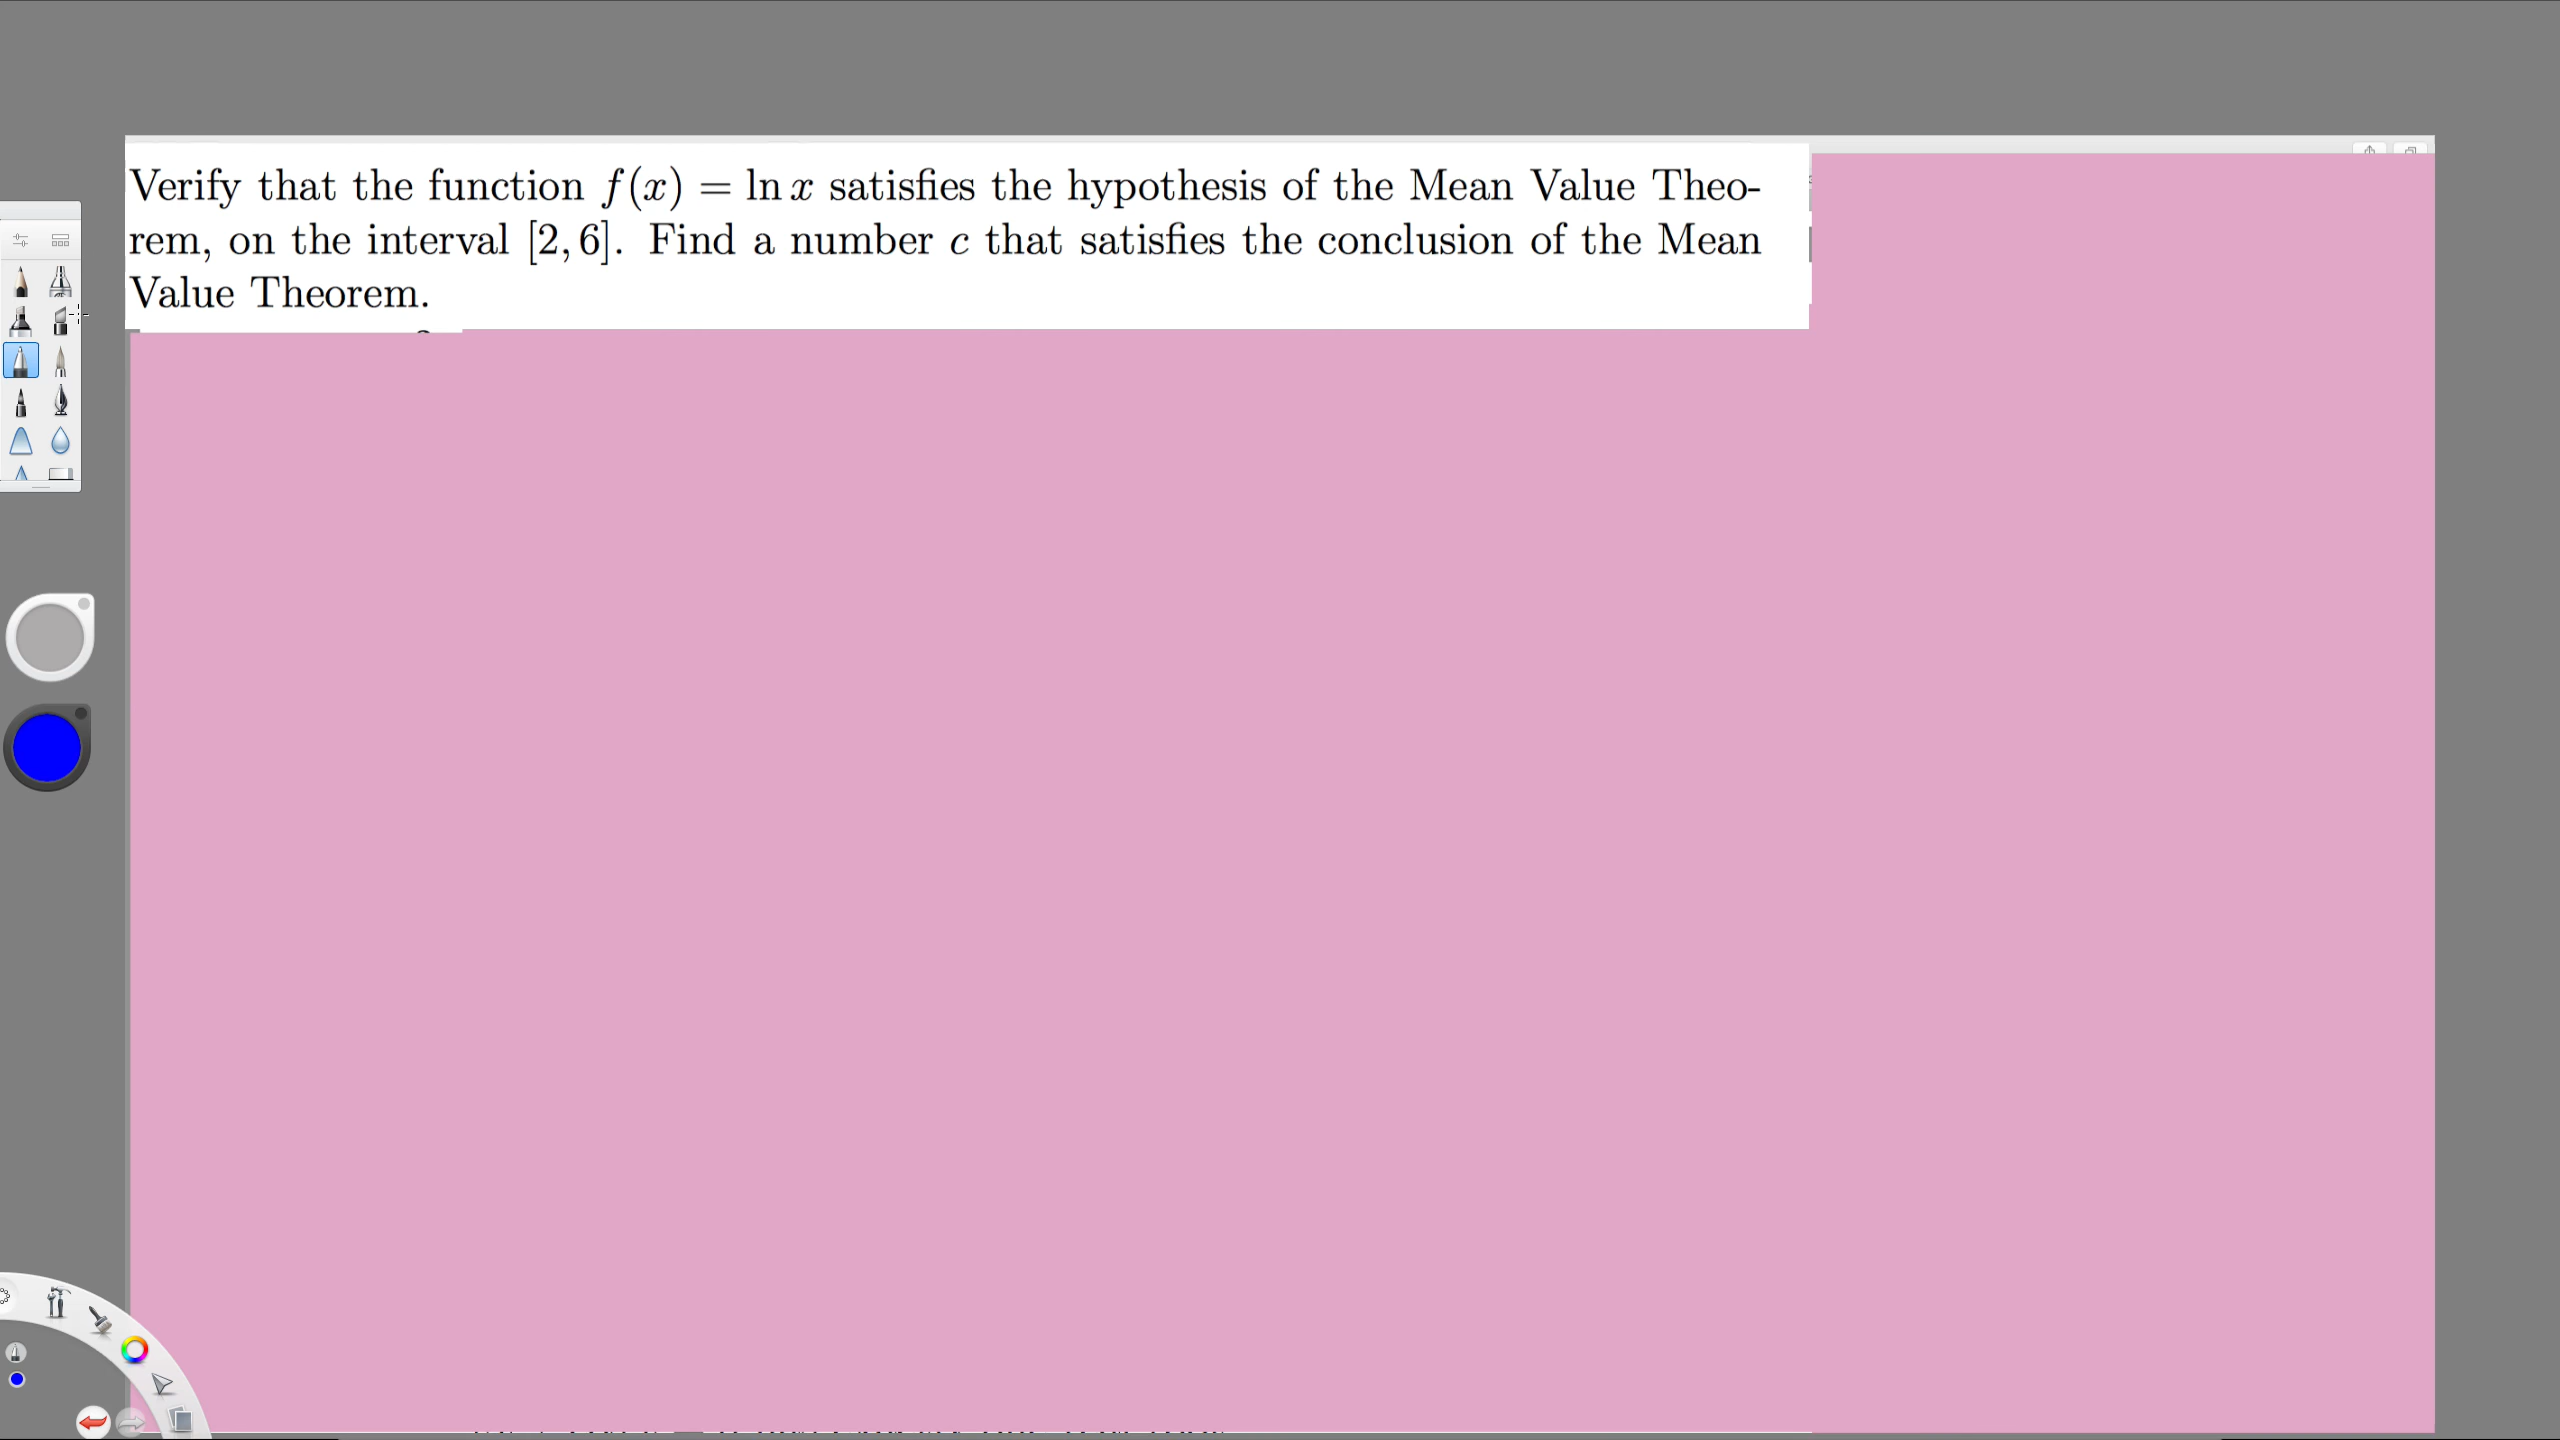 Verify that the function f(x) = ln x satisfies the hypothesis of the Mean Value Theo-
rem, on the interval [2, 6]. Find a number c that satisfies the conclusion of the Mean
Value Theorem.